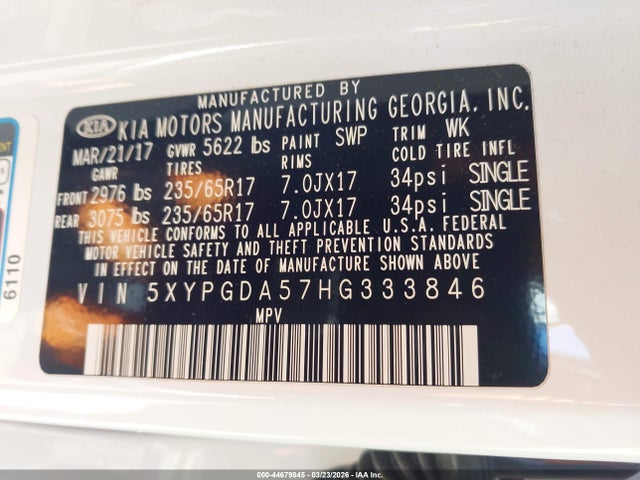 MANUFACTURED BY
KIA KIA MOTORS MANUFACTURING GEORGIA, INC.
MAR/21/17 GVWR 5622 lbs PAINT SWP TRIM WK
GAWR TIRES RIMS COLD TIRE INFL
FRONT 2976 lbs 235/65R17 7.0JX17 34psi SINGLE
REAR 3075 lbs 235/65R17 7.0JX17 34psi SINGLE
THIS VEHICLE CONFORMS TO ALL APPLICABLE U.S.A. FEDERAL
MOTOR VEHICLE SAFETY AND THEFT PREVENTION STANDARDS
IN EFFECT ON THE DATE OF MANUFACTURE SHOWN ABOVE
VIN 5XYPGDA57HG333846
MPV
6110
000-44679845 - 03/23/2026 - IAA Inc.